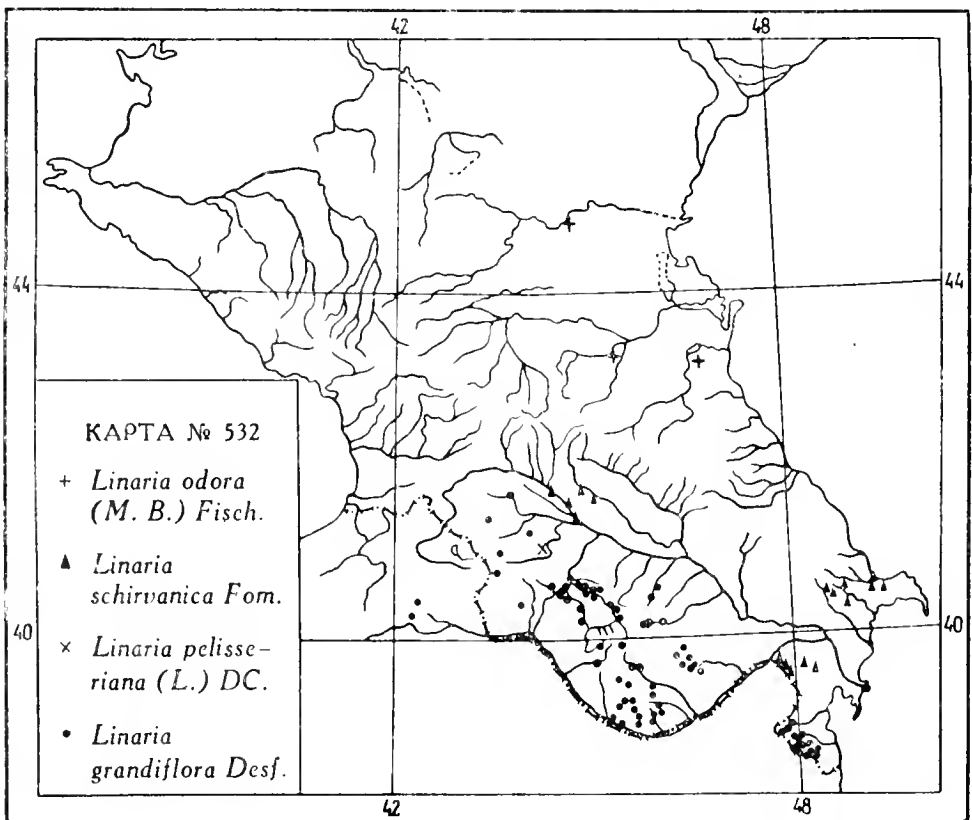 42 48
44 44
КАРТА № 532
+ Linaria odora
(M. B.) Fisch.
▲ Linaria
schirvanica Fom.
40 40
× Linaria pelisse-
riana (L.) DC.
• Linaria
grandiflora Desf.
42 48